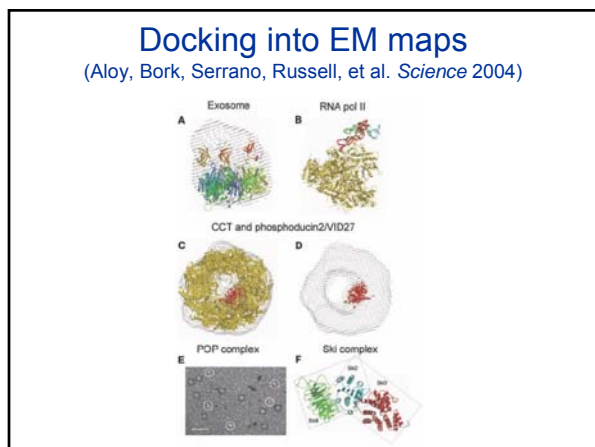 Docking into EM maps
(Aloy, Bork, Serrano, Russell, et al. Science 2004)
Exosome RNA pol II
A B
CCT and phosphoducin2/VID27
C D
POP complex Ski complex
E F
Ski2